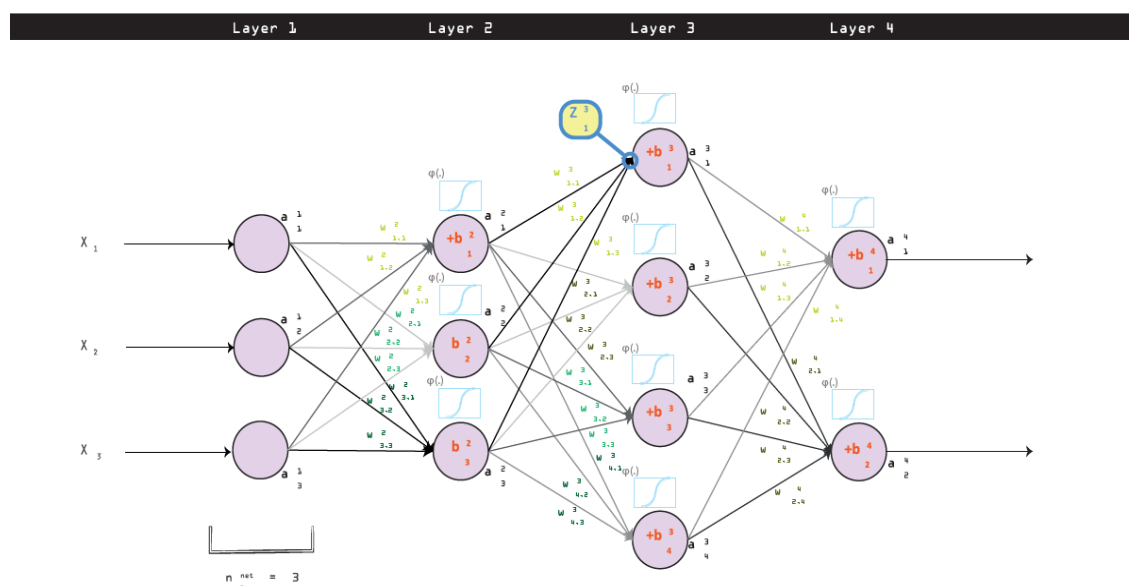 Layer 1 Layer 2 Layer 3 Layer 4
φ(.)
Z 3 1
+b 3 1
a 3 1
w 3 1.1
φ(.)
φ(.)
w 3 1.2
a 1 1
w 2 1.1
+b 2 1
a 2 1
w 4 1.1
X 1
w 2 1.2
w 3 1.3
φ(.)
w 4 1.2
+b 4 1
a 4 1
w 2 1.3
w 3 2.1
+b 3 2
a 3 2
w 4 1.3
φ(.)
w 2 2.1
w 4 1.4
X 2
a 1 2
w 2 2.2
b 2 2
a 2 2
w 3 2.2
w 2 2.3
w 3 2.3
φ(.)
w 4 2.1
φ(.)
w 2 3.1
w 3 3.1
a 3 3
φ(.)
w 2 3.2
w 3 3.2
+b 3 3
w 4 2.2
w 2 3.3
w 3 3.3
X 3
b 2 3
w 3 4.1
w 4 2.3
+b 4 2
a 4 2
a 1 3
a 2 3
φ(.)
w 3 4.2
w 4 2.4
w 3 4.3
+b 3 4
a 3 4
n net = 3